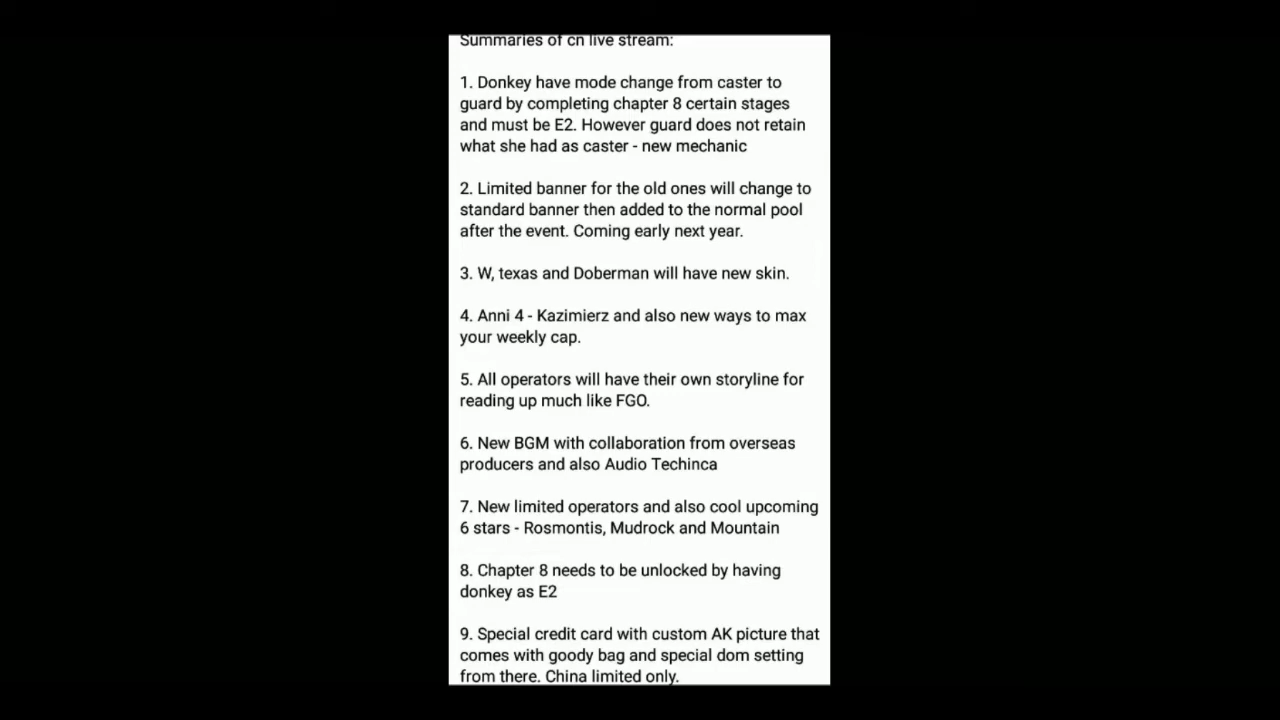 Summaries of cn live stream:
1. Donkey have mode change from caster to
guard by completing chapter 8 certain stages
and must be E2. However guard does not retain
what she had as caster - new mechanic
2. Limited banner for the old ones will change to
standard banner then added to the normal pool
after the event. Coming early next year.
3. W, texas and Doberman will have new skin.
4. Anni 4 - Kazimierz and also new ways to max
your weekly cap.
5. All operators will have their own storyline for
reading up much like FGO.
6. New BGM with collaboration from overseas
producers and also Audio Techinca
7. New limited operators and also cool upcoming
6 stars - Rosmontis, Mudrock and Mountain
8. Chapter 8 needs to be unlocked by having
donkey as E2
9. Special credit card with custom AK picture that
comes with goody bag and special dom setting
from there. China limited only.